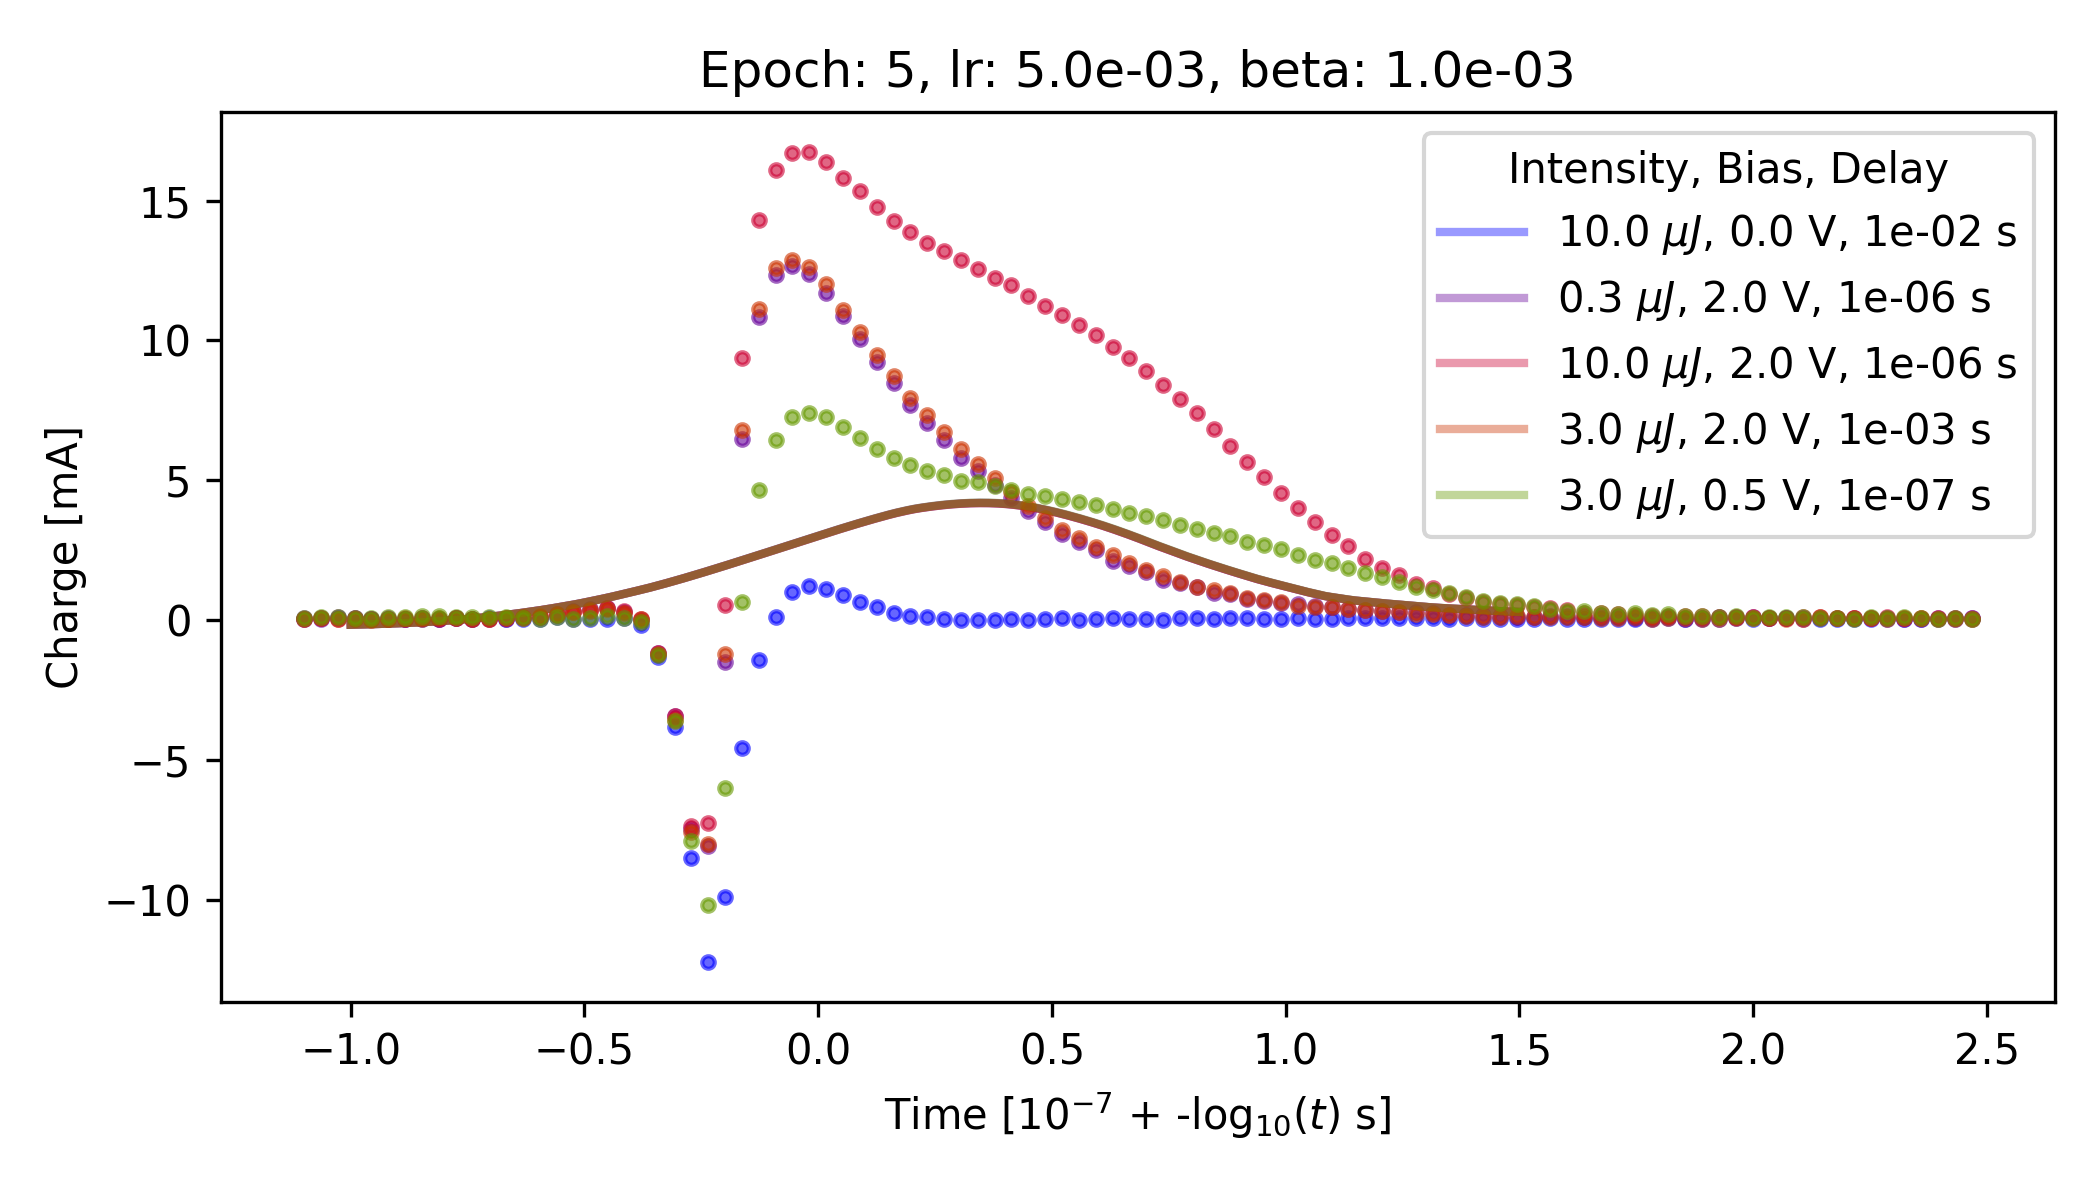 Epoch: 5, lr: 5.0e-03, beta: 1.0e-03
Charge [mA]
15
10
5
0
−5
−10
Intensity, Bias, Delay
10.0 μJ, 0.0 V, 1e-02 s
0.3 μJ, 2.0 V, 1e-06 s
10.0 μJ, 2.0 V, 1e-06 s
3.0 μJ, 2.0 V, 1e-03 s
3.0 μJ, 0.5 V, 1e-07 s
−1.0 −0.5 0.0 0.5 1.0 1.5 2.0 2.5
Time [10⁻⁷ + -log₁₀(t) s]